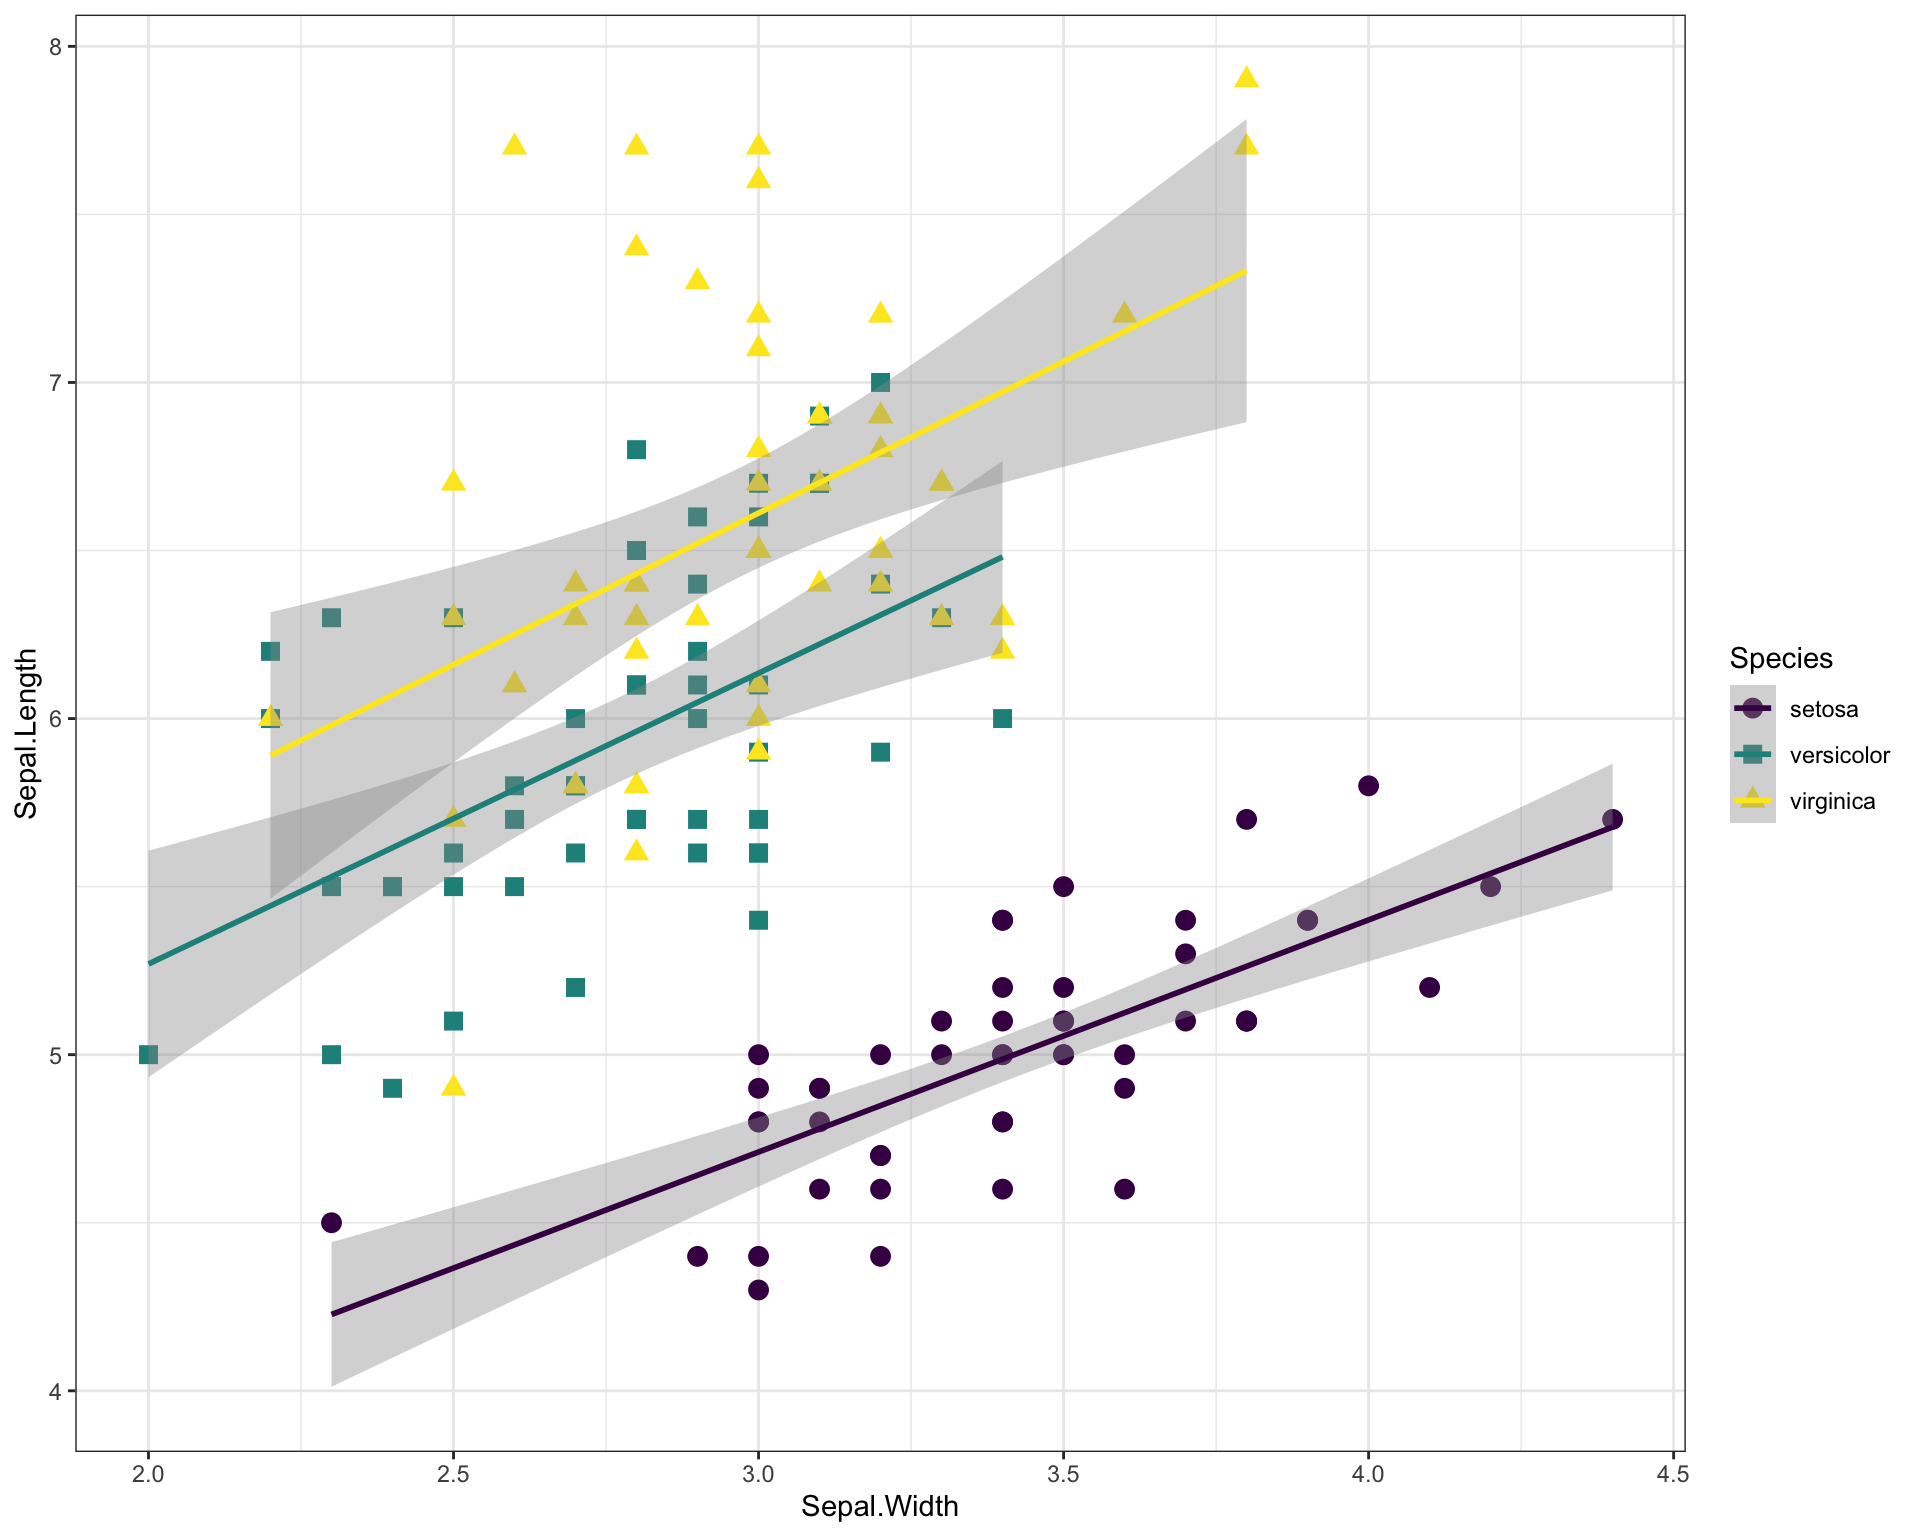 8
7
6
5
4
Sepal.Length
2.0 2.5 3.0 3.5 4.0 4.5
Sepal.Width
Species
setosa
versicolor
virginica